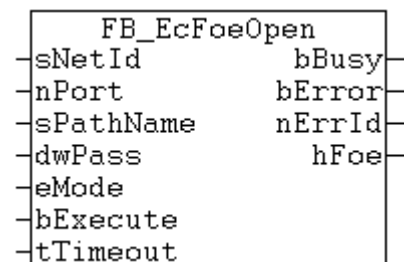 FB_EcFoeOpen
sNetId bBusy
nPort bError
sPathName nErrId
dwPass hFoe
eMode
bExecute
tTimeout